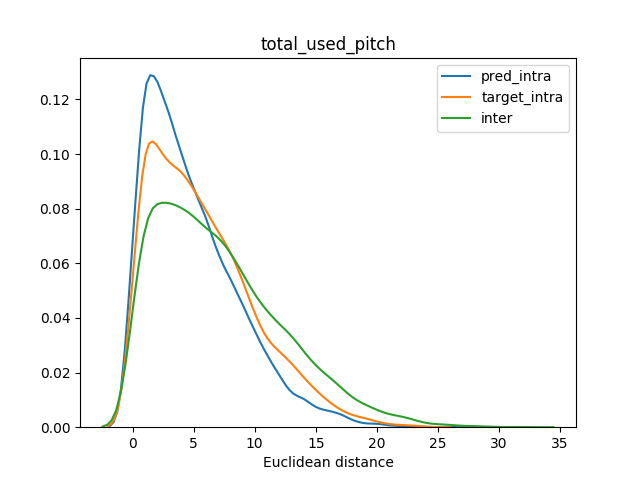 total_used_pitch
pred_intra
target_intra
inter
0.12
0.10
0.08
0.06
0.04
0.02
0.00
0 5 10 15 20 25 30 35
Euclidean distance